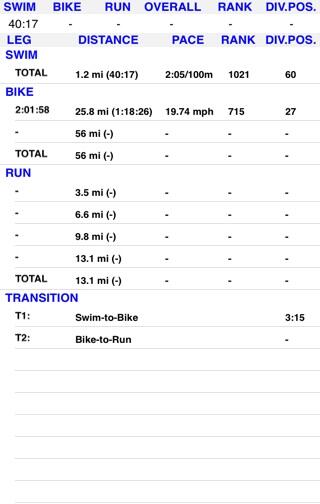 SWIM BIKE RUN OVERALL RANK DIV.POS.
40:17 - - - - -
LEG DISTANCE PACE RANK DIV.POS.
SWIM
TOTAL 1.2 mi (40:17) 2:05/100m 1021 60
BIKE
2:01:58 25.8 mi (1:18:26) 19.74 mph 715 27
- 56 mi (-) - - -
TOTAL 56 mi (-) - - -
RUN
- 3.5 mi (-) - - -
- 6.6 mi (-) - - -
- 9.8 mi (-) - - -
- 13.1 mi (-) - - -
TOTAL 13.1 mi (-) - - -
TRANSITION
T1: Swim-to-Bike 3:15
T2: Bike-to-Run -